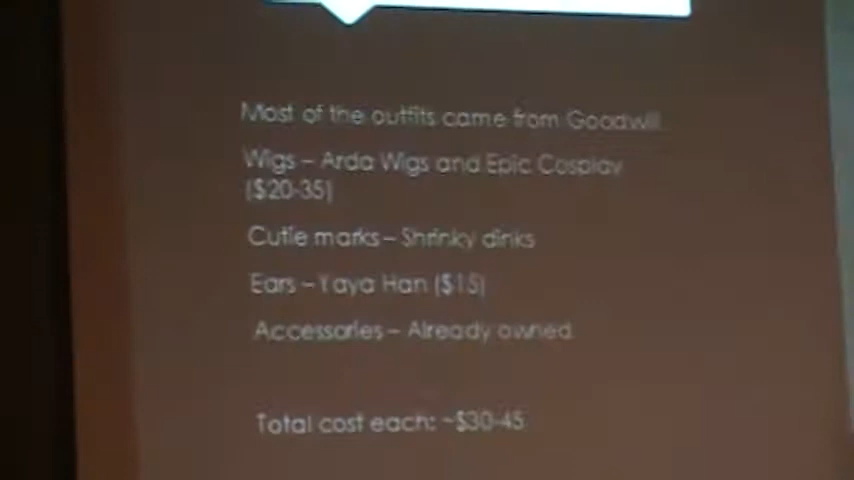 Most of the outfits came from Goodwill
Wigs – Arda Wigs and Epic Cosplay
($20-35)
Cutie marks – Shrinky dinks
Ears – Yaya Han ($15)
Accessories – Already owned
Total cost each: ~$30-45